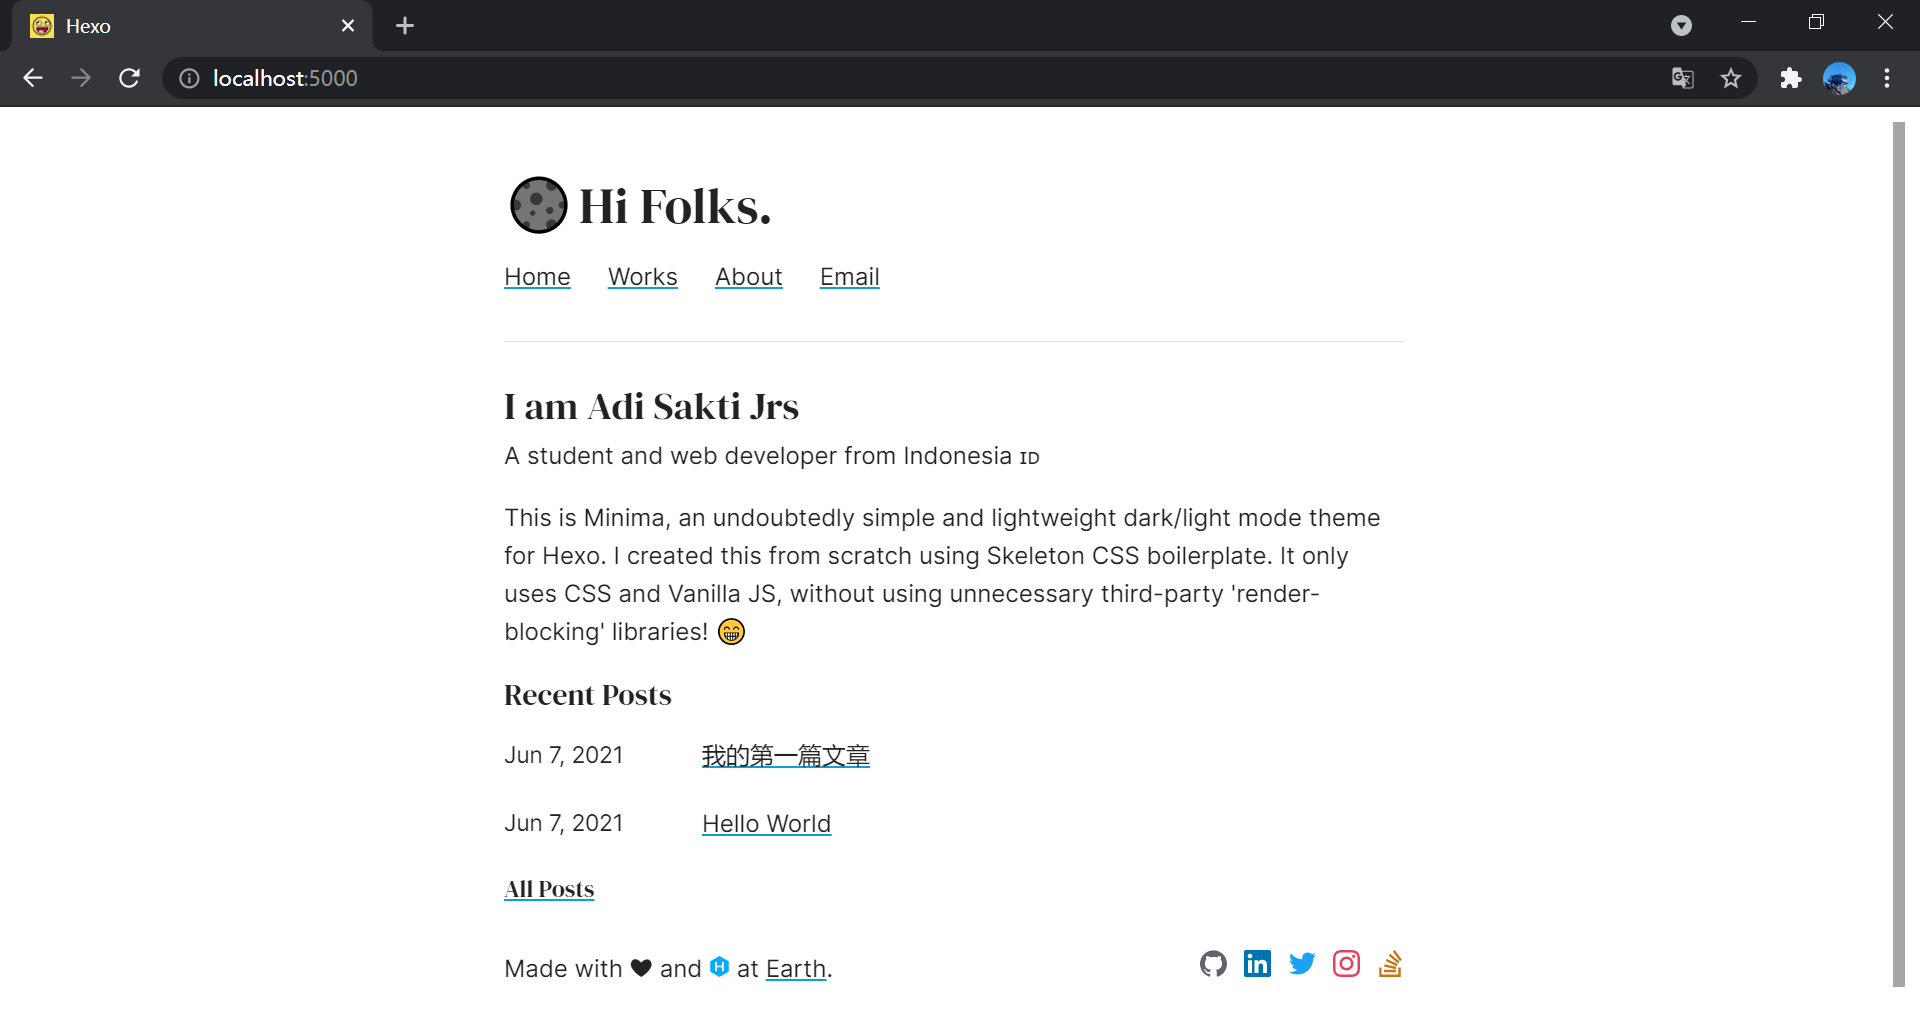 Hexo
localhost:5000
Hi Folks.
Home Works About Email
I am Adi Sakti Jrs
A student and web developer from Indonesia ID
This is Minima, an undoubtedly simple and lightweight dark/light mode theme
for Hexo. I created this from scratch using Skeleton CSS boilerplate. It only
uses CSS and Vanilla JS, without using unnecessary third-party 'render-
blocking' libraries! 😁
Recent Posts
Jun 7, 2021 我的第一篇文章
Jun 7, 2021 Hello World
All Posts
Made with ♥ and H at Earth.